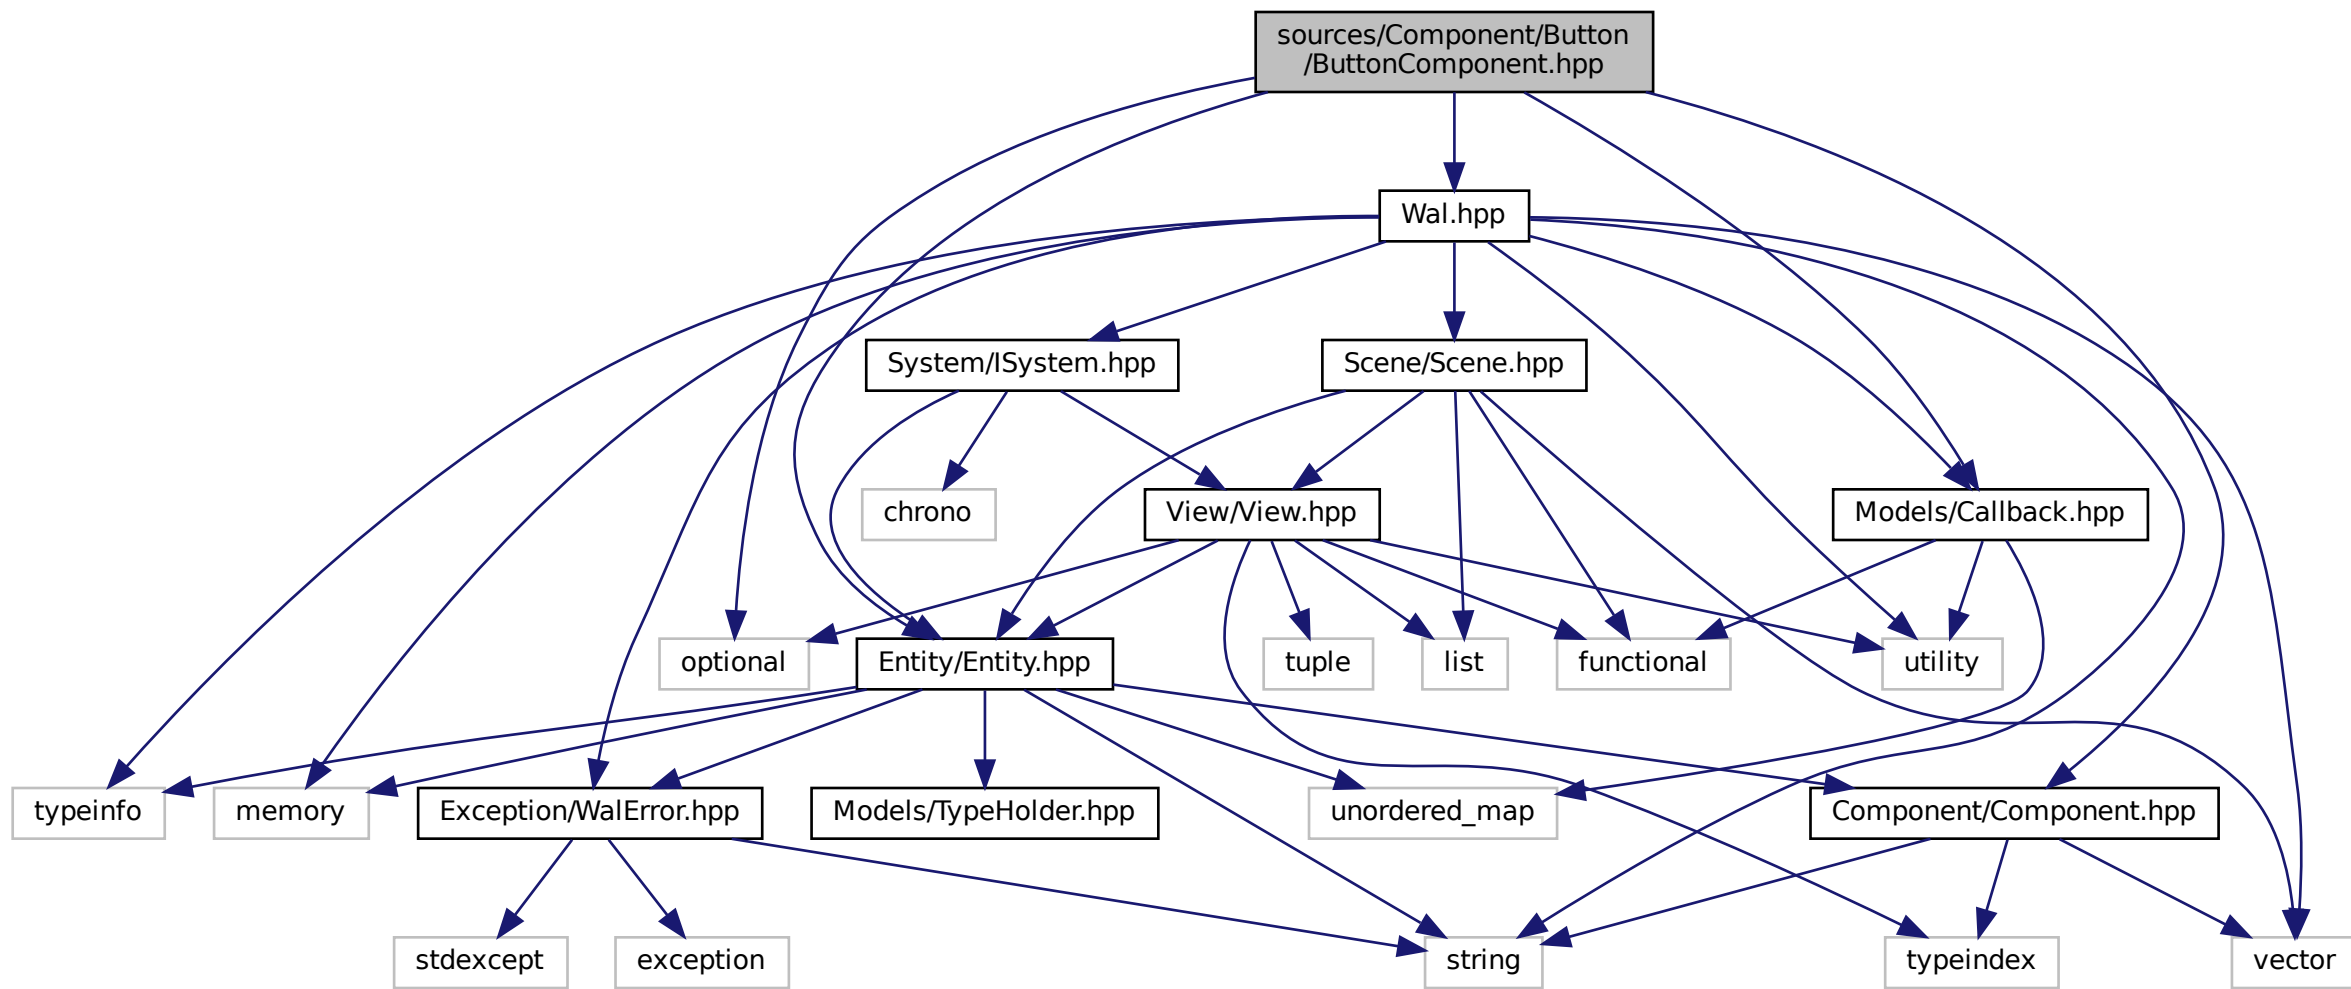 sources/Component/Button
/ButtonComponent.hpp
Wal.hpp
System/ISystem.hpp
Scene/Scene.hpp
chrono
View/View.hpp
Models/Callback.hpp
optional
Entity/Entity.hpp
tuple
list
functional
utility
typeinfo
memory
Exception/WalError.hpp
Models/TypeHolder.hpp
unordered_map
Component/Component.hpp
stdexcept
exception
string
typeindex
vector